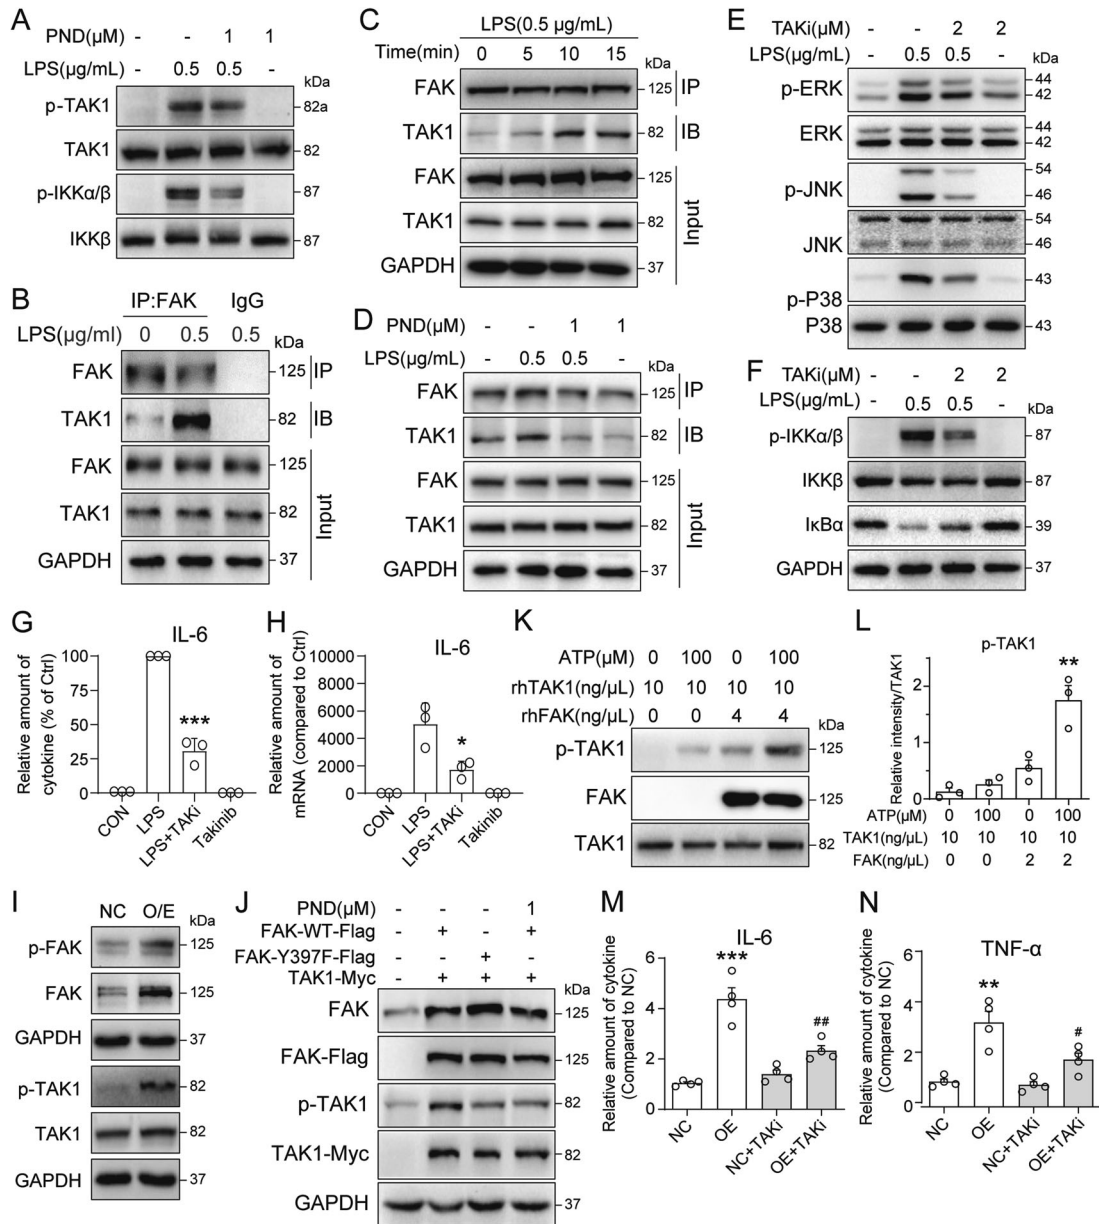 A
PND(μM) - - 1 1
LPS(μg/mL) - 0.5 0.5 -
kDa
p-TAK1 82a
TAK1 82
p-IKKα/β 87
IKKβ 87
B
IP:FAK IgG
LPS(μg/ml) 0 0.5 0.5
kDa
FAK 125 IP
TAK1 82 IB
FAK 125
TAK1 82
GAPDH 37
Input
C
LPS(0.5 μg/mL)
Time(min) 0 5 10 15
kDa
FAK 125 IP
TAK1 82 IB
FAK 125
TAK1 82
GAPDH 37
Input
D
PND(μM) - - 1 1
LPS(μg/mL) - 0.5 0.5 -
kDa
FAK 125 IP
TAK1 82 IB
FAK 125
TAK1 82
GAPDH 37
Input
E
TAKi(μM) - - 2 2
LPS(μg/mL) - 0.5 0.5 -
kDa
p-ERK 44
42
ERK 44
42
p-JNK 54
46
JNK 54
46
p-P38 43
P38 43
F
TAKi(μM) - - 2 2
LPS(μg/mL) - 0.5 0.5 -
kDa
p-IKKα/β 87
IKKβ 87
IκBα 39
GAPDH 37
G
IL-6
Relative amount of
cytokine (% of Ctrl)
100
75
50
25
0
***
CON LPS LPS+TAKi Takinib
H
IL-6
Relative amount of
mRNA (compared to Ctrl)
10000
8000
6000
4000
2000
0
*
CON LPS LPS+TAKi Takinib
K
ATP(μM) 0 100 0 100
rhTAK1(ng/μL) 10 10 10 10
rhFAK(ng/μL) 0 0 4 4
kDa
p-TAK1 125
FAK 125
TAK1 82
L
p-TAK1
Relative intensity/TAK1
2
1
0
**
ATP(μM) 0 100 0 100
TAK1(ng/μL) 10 10 10 10
FAK(ng/μL) 0 0 2 2
I
NC O/E
kDa
p-FAK 125
FAK 125
GAPDH 37
p-TAK1 82
TAK1 82
GAPDH 37
J
PND(μM) - - - 1
FAK-WT-Flag - + - +
FAK-Y397F-Flag - - + -
TAK1-Myc - + + +
kDa
FAK 125
FAK-Flag 125
p-TAK1 82
TAK1-Myc 82
GAPDH 37
M
IL-6
Relative amount of cytokine
(Compared to NC)
6
4
2
0
***
##
NC OE NC+TAKi OE+TAKi
N
TNF-α
Relative amount of cytokine
(Compared to NC)
6
4
2
0
**
#
NC OE NC+TAKi OE+TAKi